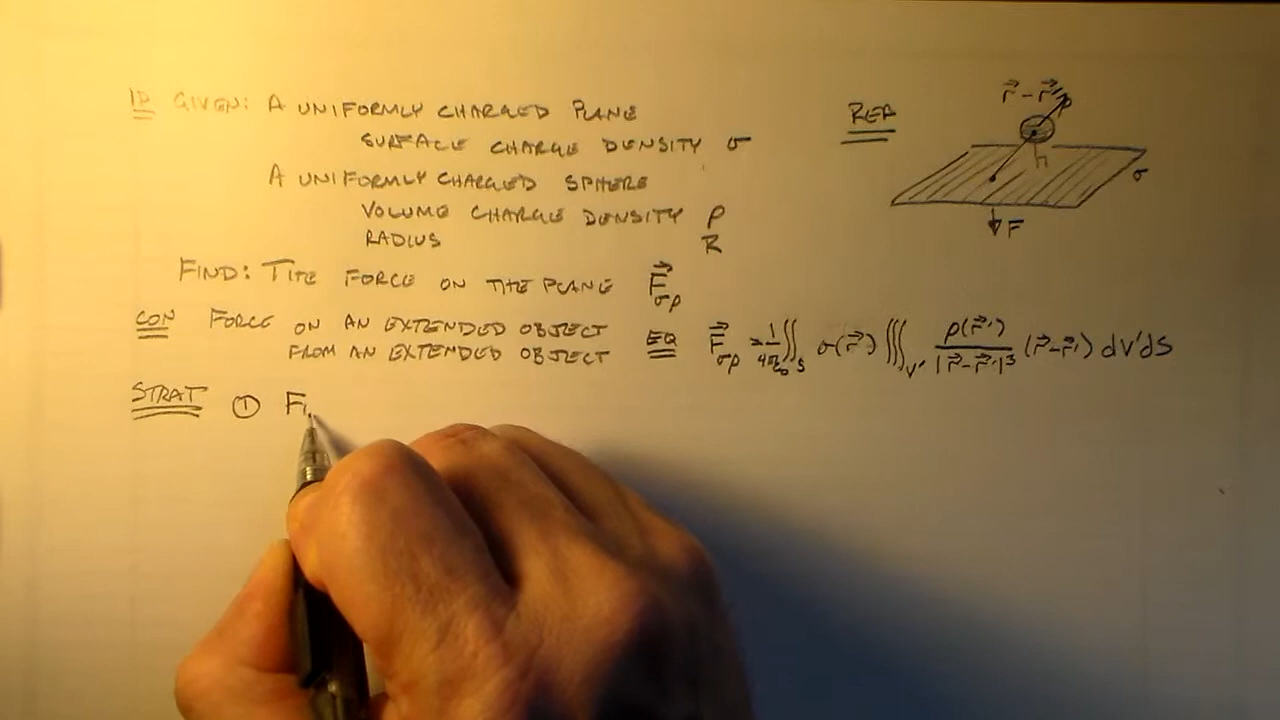 ID GIVEN: A UNIFORMLY CHARGED PLANE
SURFACE CHARGE DENSITY σ
A UNIFORMLY CHARGED SPHERE
VOLUME CHARGE DENSITY ρ
RADIUS R
FIND: THE FORCE ON THE PLANE F⃗σρ
CON FORCE ON AN EXTENDED OBJECT
FROM AN EXTENDED OBJECT
EQ F⃗σρ = 1/4πε₀ ∬S σ(r⃗) ∭V' ρ(r⃗')/|r⃗-r⃗'|³ (r⃗-r⃗') dV'dS
STRAT ① Fi
REP
r⃗-r⃗'
ρ
h
σ
F